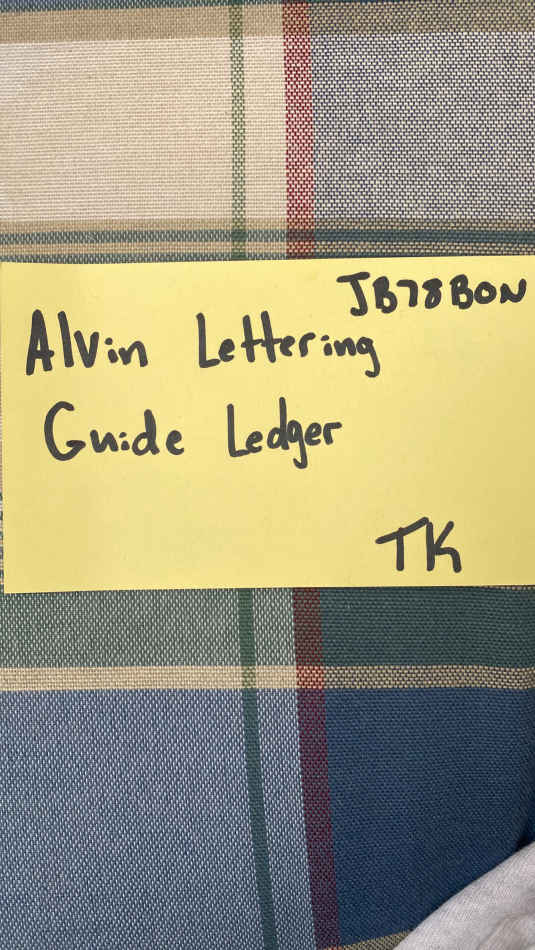 JB78BON
Alvin Lettering
Guide Ledger
TK